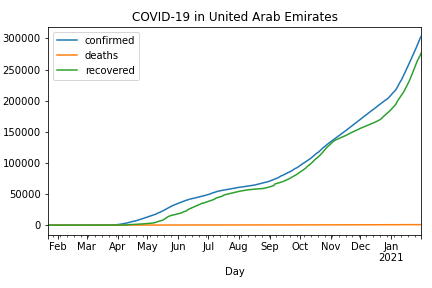 COVID-19 in United Arab Emirates
confirmed
deaths
recovered
300000
250000
200000
150000
100000
50000
0
Feb Mar Apr May Jun Jul Aug Sep Oct Nov Dec Jan
2021
Day